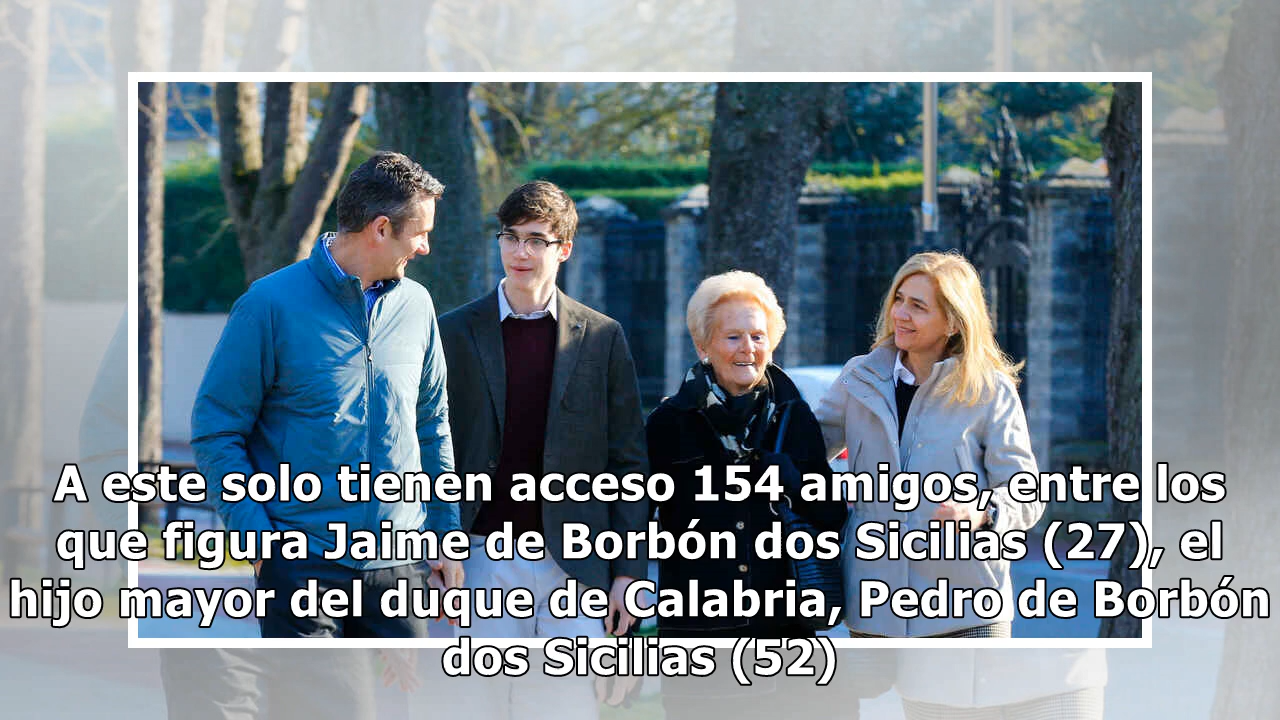 A este solo tienen acceso 154 amigos, entre los
que figura Jaime de Borbón dos Sicilias (27), el
hijo mayor del duque de Calabria, Pedro de Borbón
dos Sicilias (52)